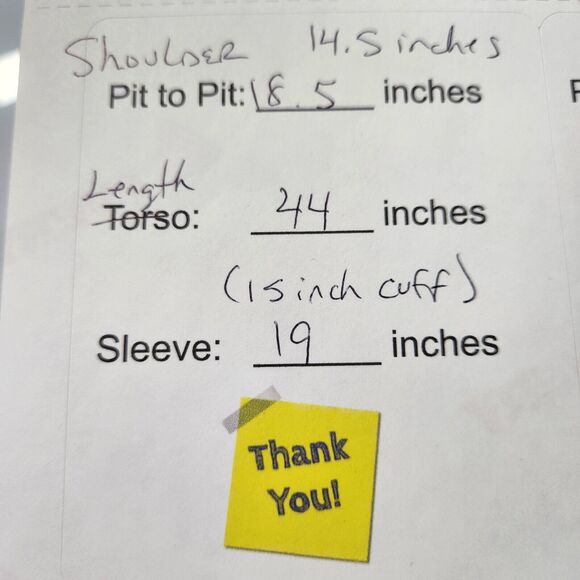 Shoulder 14.5 inches
Pit to Pit: 18.5 inches
Length
Torso: 44 inches
(15 inch cuff)
Sleeve: 19 inches
Thank
You!